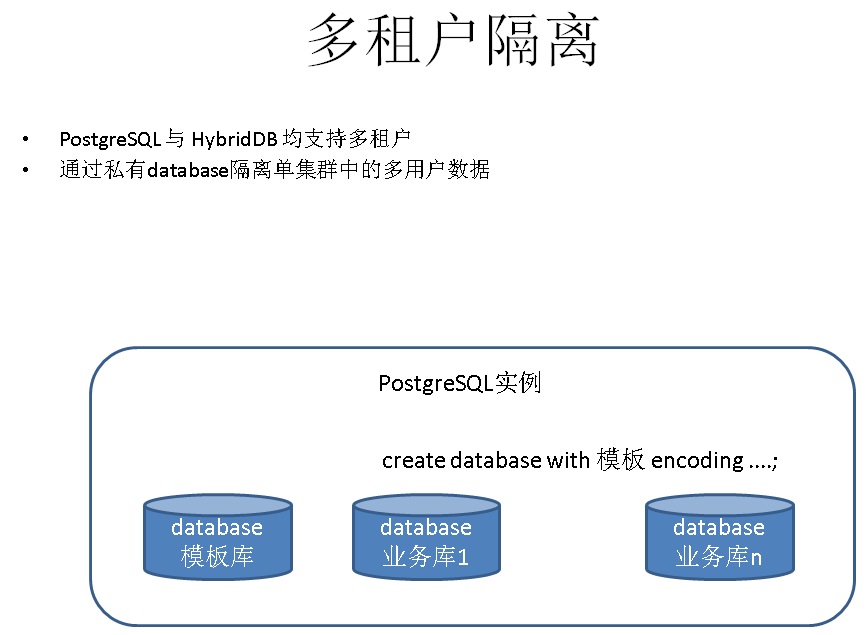 多租户隔离
• PostgreSQL 与 HybridDB 均支持多租户
• 通过私有database隔离单集群中的多用户数据
PostgreSQL实例
create database with 模板 encoding ....;
database
模板库
database
业务库1
database
业务库n